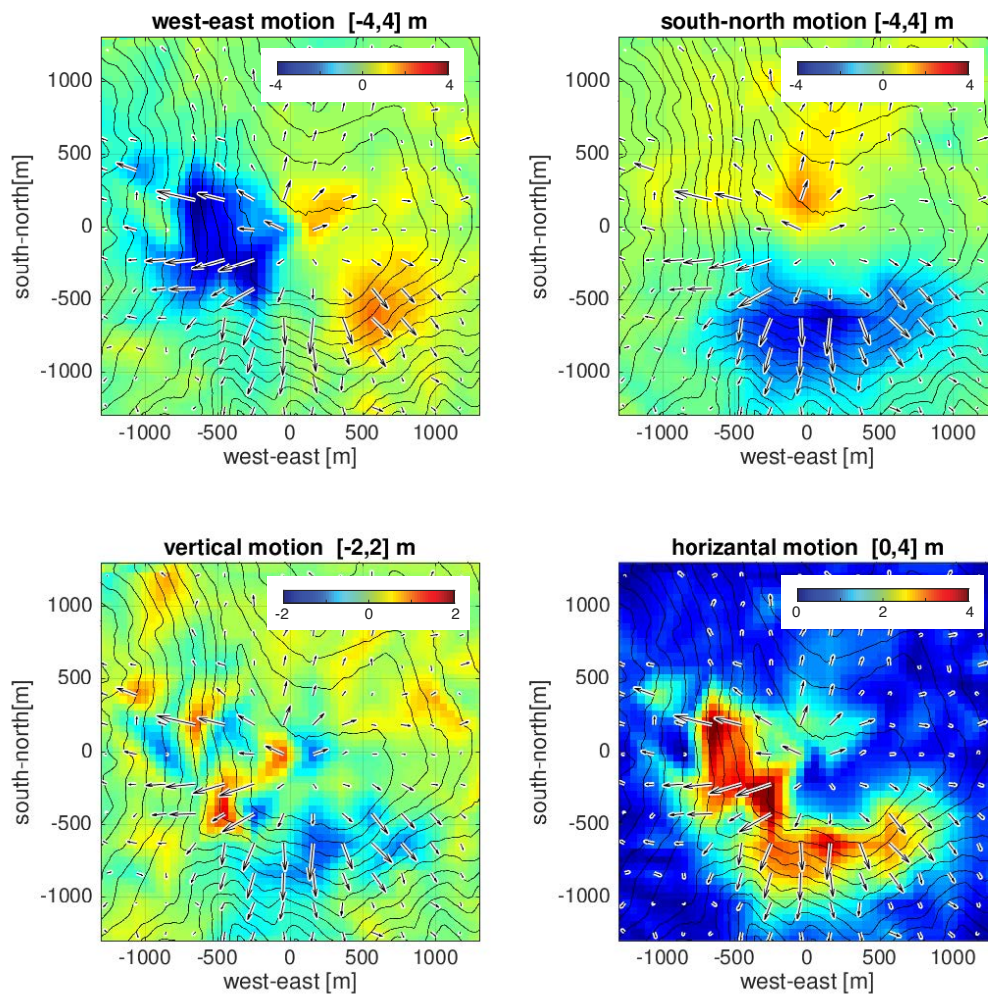 west-east motion [-4,4] m
south-north motion [-4,4] m
-4 0 4
-4 0 4
1000
500
0
-500
-1000
south-north[m]
1000
500
0
-500
-1000
south-north[m]
-1000 -500 0 500 1000
-1000 -500 0 500 1000
west-east [m]
west-east [m]
vertical motion [-2,2] m
horizantal motion [0,4] m
-2 0 2
0 2 4
1000
500
0
-500
-1000
south-north[m]
1000
500
0
-500
-1000
south-north[m]
-1000 -500 0 500 1000
-1000 -500 0 500 1000
west-east [m]
west-east [m]